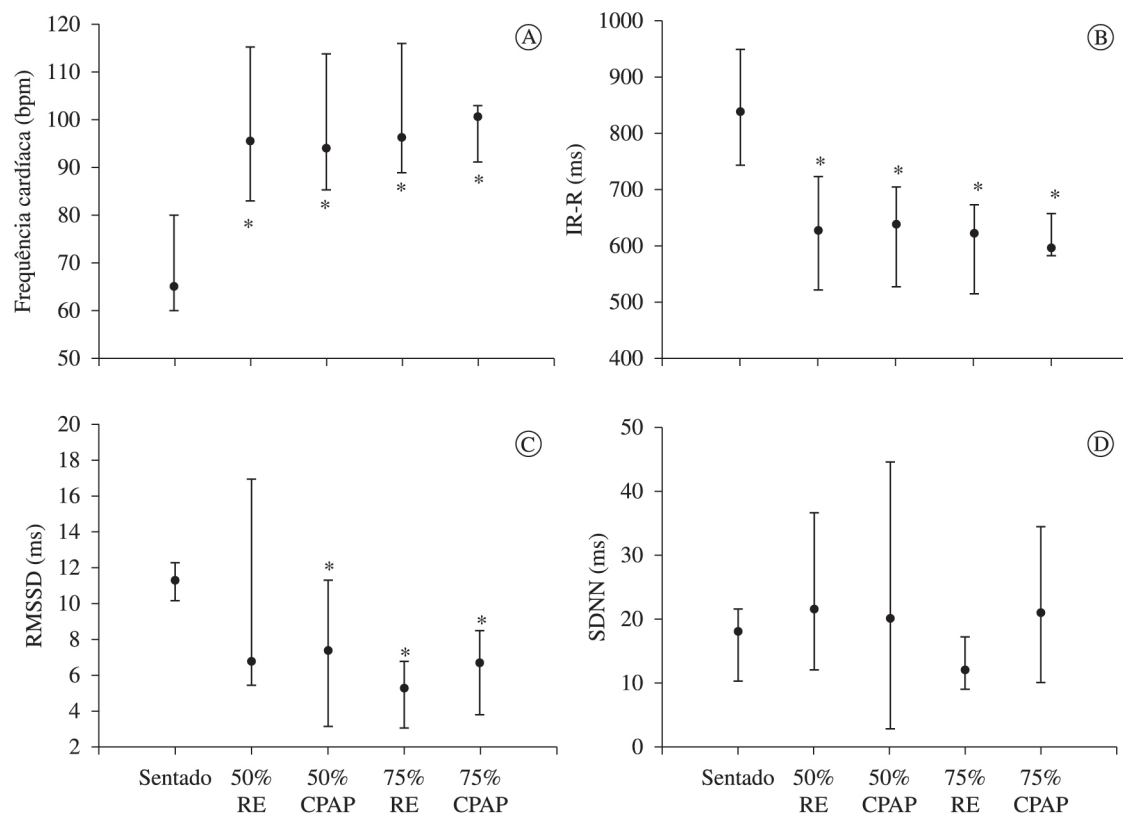 Frequência cardíaca (bpm)
120
110
100
90
80
70
60
50
A
*
*
*
*
IR-R (ms)
1000
900
800
700
600
500
400
B
*
*
*
*
RMSSD (ms)
20
18
16
14
12
10
8
6
4
2
C
*
*
*
Sentado
50%
RE
50%
CPAP
75%
RE
75%
CPAP
SDNN (ms)
50
40
30
20
10
0
D
Sentado
50%
RE
50%
CPAP
75%
RE
75%
CPAP